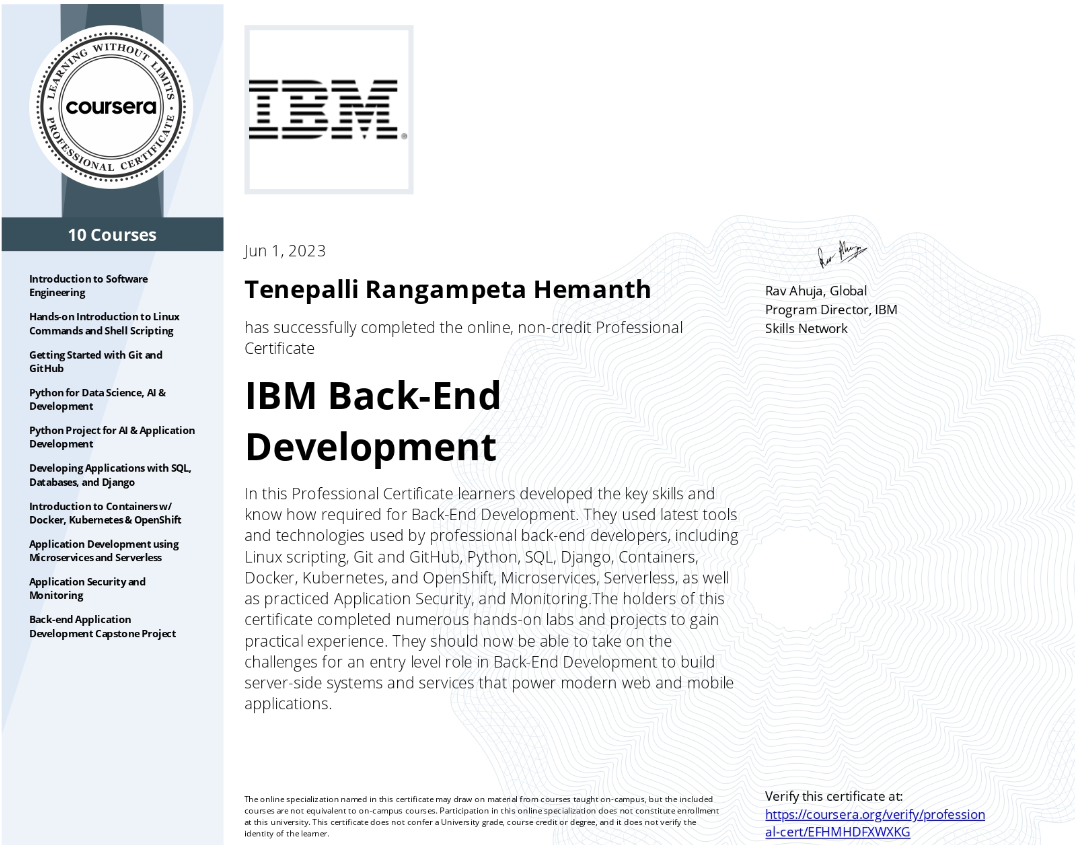 LEARNING WITHOUT LIMITS
coursera
PROFESSIONAL CERTIFICATE
10 Courses
Introduction to Software
Engineering
Hands-on Introduction to Linux
Commands and Shell Scripting
Getting Started with Git and
GitHub
Python for Data Science, AI &
Development
Python Project for AI & Application
Development
Developing Applications with SQL,
Databases, and Django
Introduction to Containers w/
Docker, Kubernetes & OpenShift
Application Development using
Microservices and Serverless
Application Security and
Monitoring
Back-end Application
Development Capstone Project
IBM®
Jun 1, 2023
Tenepalli Rangampeta Hemanth
has successfully completed the online, non-credit Professional
Certificate
IBM Back-End
Development
In this Professional Certificate learners developed the key skills and
know how required for Back-End Development. They used latest tools
and technologies used by professional back-end developers, including
Linux scripting, Git and GitHub, Python, SQL, Django, Containers,
Docker, Kubernetes, and OpenShift, Microservices, Serverless, as well
as practiced Application Security, and Monitoring.The holders of this
certificate completed numerous hands-on labs and projects to gain
practical experience. They should now be able to take on the
challenges for an entry level role in Back-End Development to build
server-side systems and services that power modern web and mobile
applications.
Rav Ahuja
Rav Ahuja, Global
Program Director, IBM
Skills Network
The online specialization named in this certificate may draw on material from courses taught on-campus, but the included
courses are not equivalent to on-campus courses. Participation in this online specialization does not constitute enrollment
at this university. This certificate does not confer a University grade, course credit or degree, and it does not verify the
identity of the learner.
Verify this certificate at:
https://coursera.org/verify/profession
al-cert/EFHMHDFXWXKG